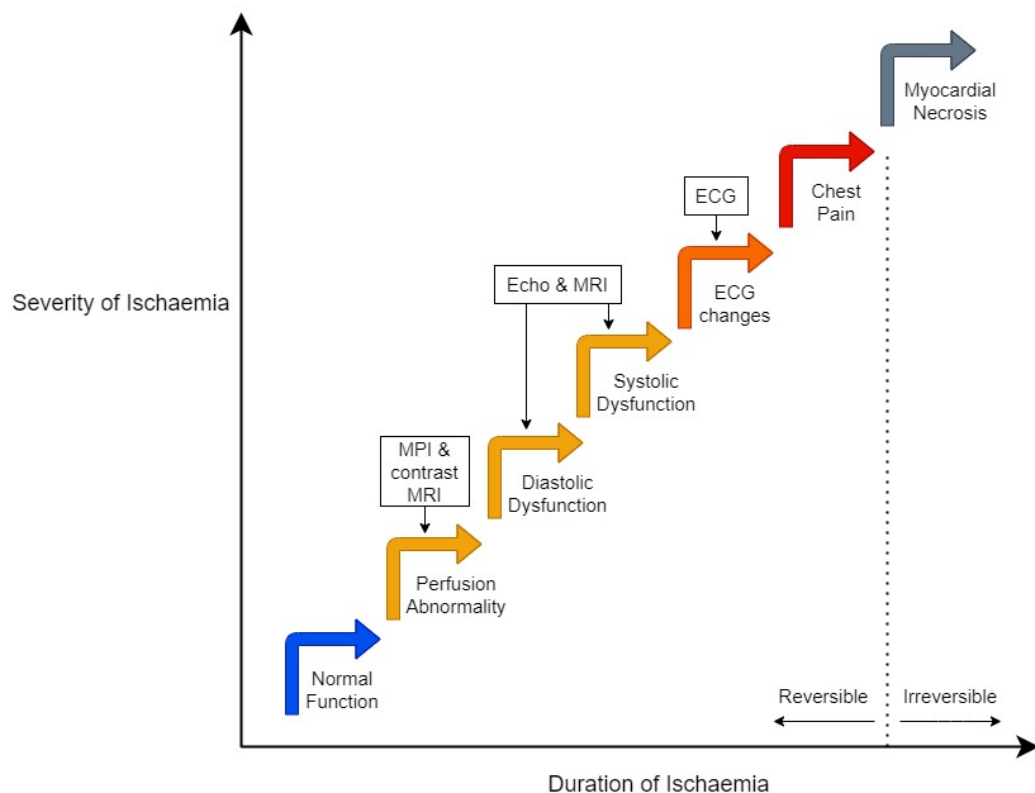 Myocardial
Necrosis
Chest
Pain
ECG
ECG
changes
Echo & MRI
Severity of Ischaemia
Systolic
Dysfunction
MPI &
contrast
MRI
Diastolic
Dysfunction
Perfusion
Abnormality
Normal
Function
Reversible
Irreversible
Duration of Ischaemia